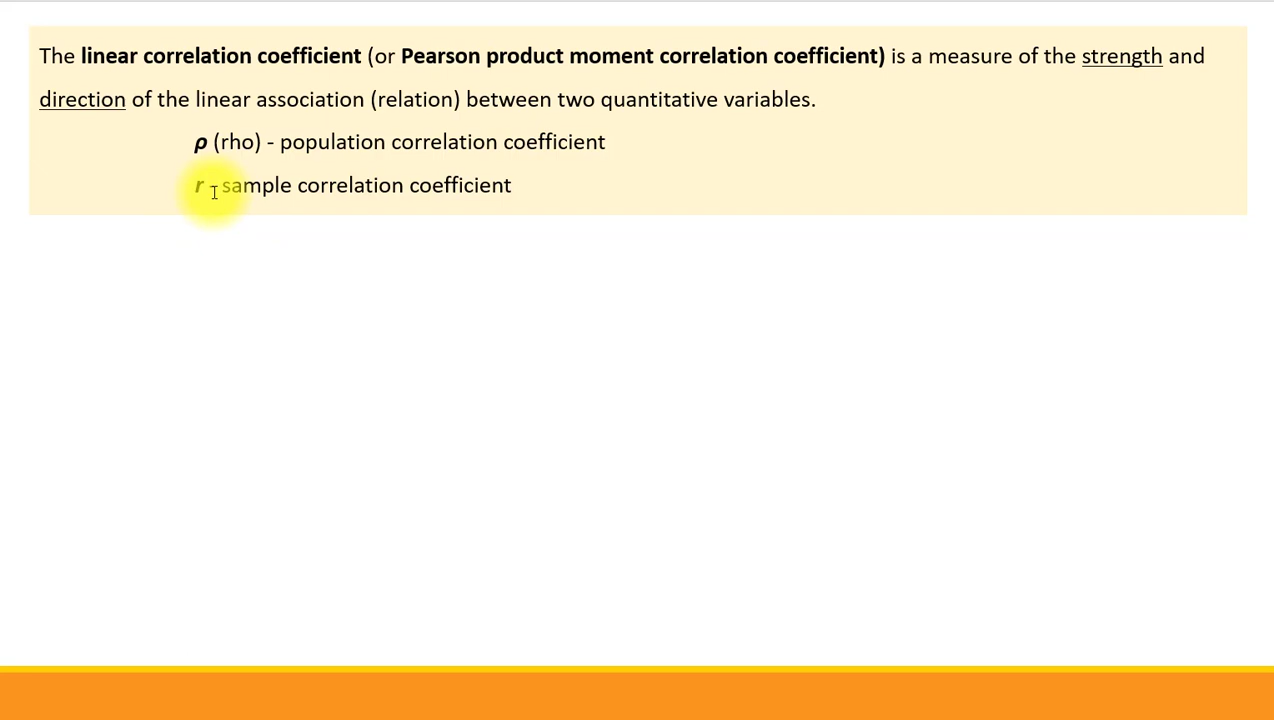 The linear correlation coefficient (or Pearson product moment correlation coefficient) is a measure of the strength and
direction of the linear association (relation) between two quantitative variables.
ρ (rho) - population correlation coefficient
r - sample correlation coefficient